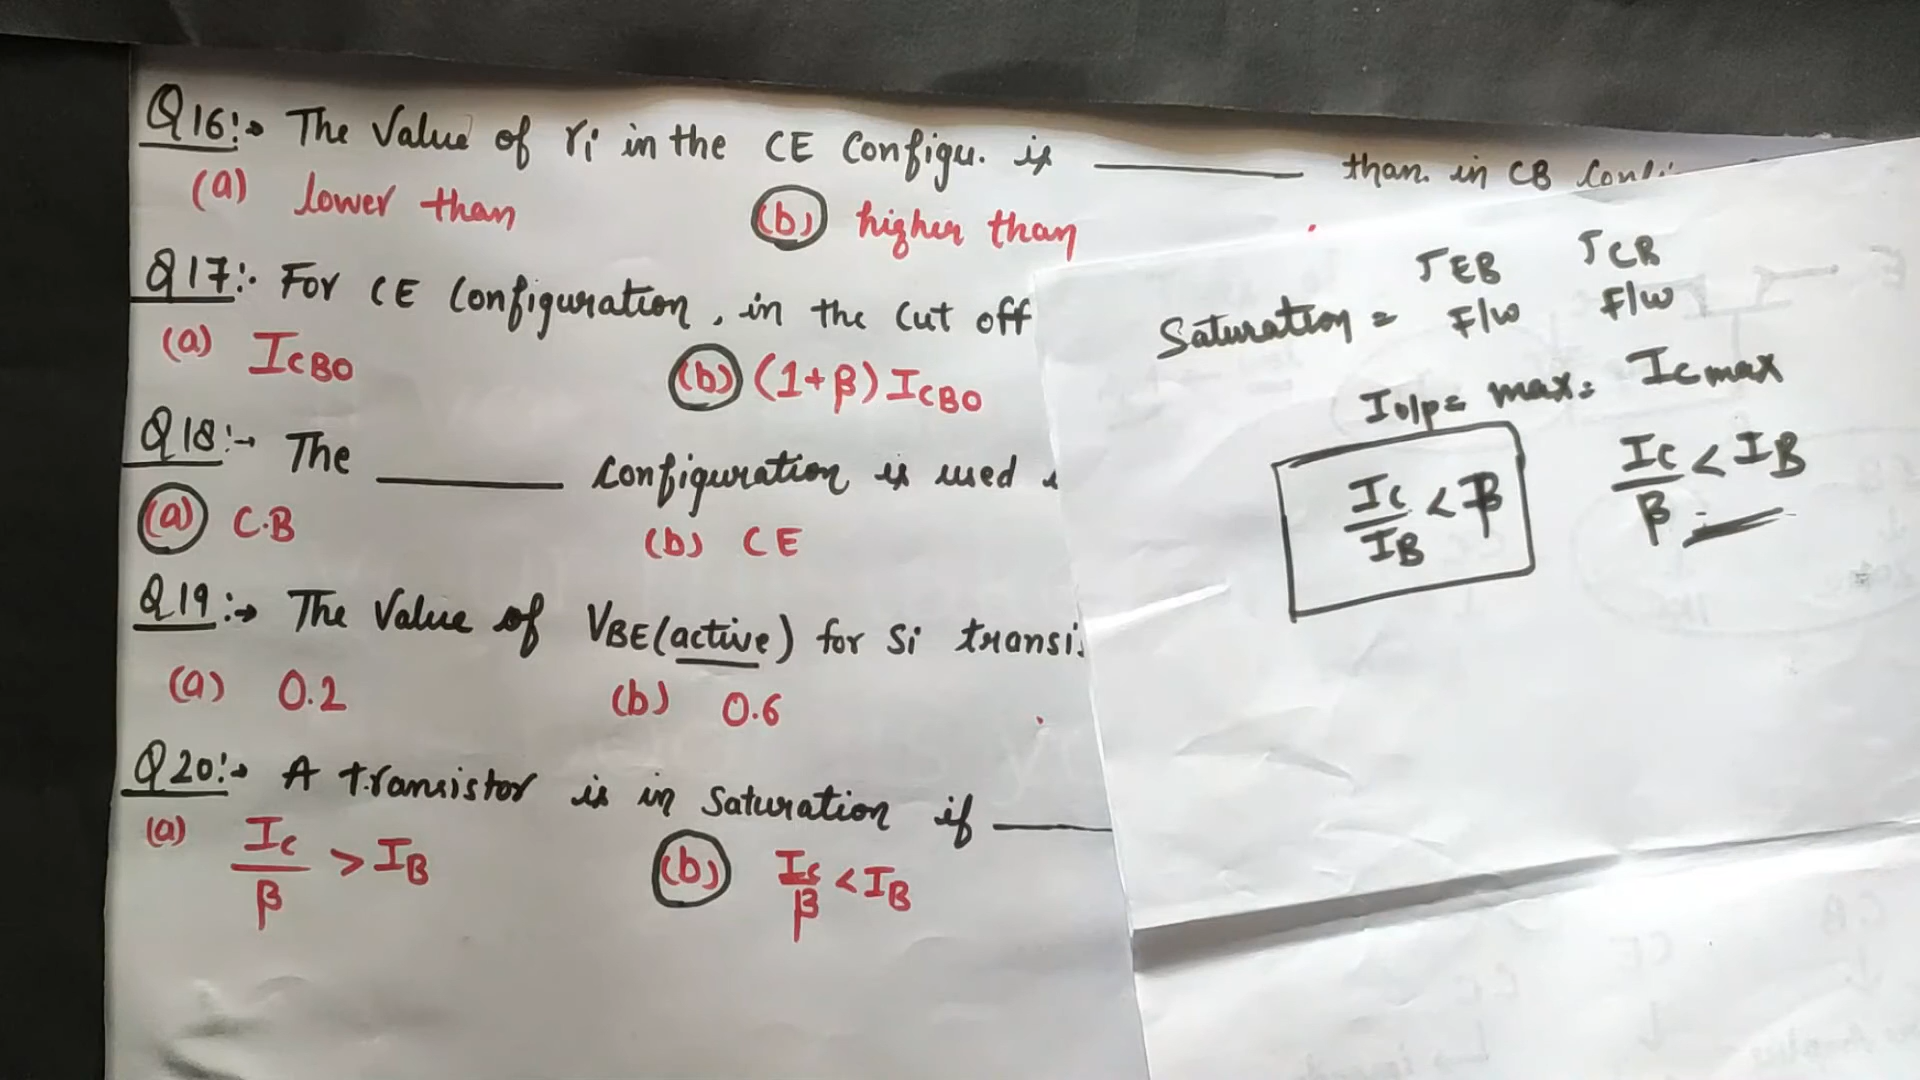 Q16:→ The Value of ri in the CE Configu. is ______ than in CB
(a) lower than (b) higher than
Q17:- For CE Configuration, in the cut off
(a) ICBO (b) (1+β) ICBO
Q18:→ The ______ Configuration is used
(a) C.B (b) CE
Q19:→ The Value of VBE(active) for Si
(a) 0.2 (b) 0.6
Q20:→ A transistor is in Saturation if ______
(a) IC/β > IB (b) IC/β < IB
JEB JCB
Saturation = F/w F/w
Io/p = max = ICmax
IC/IB < β
IC/β < IB